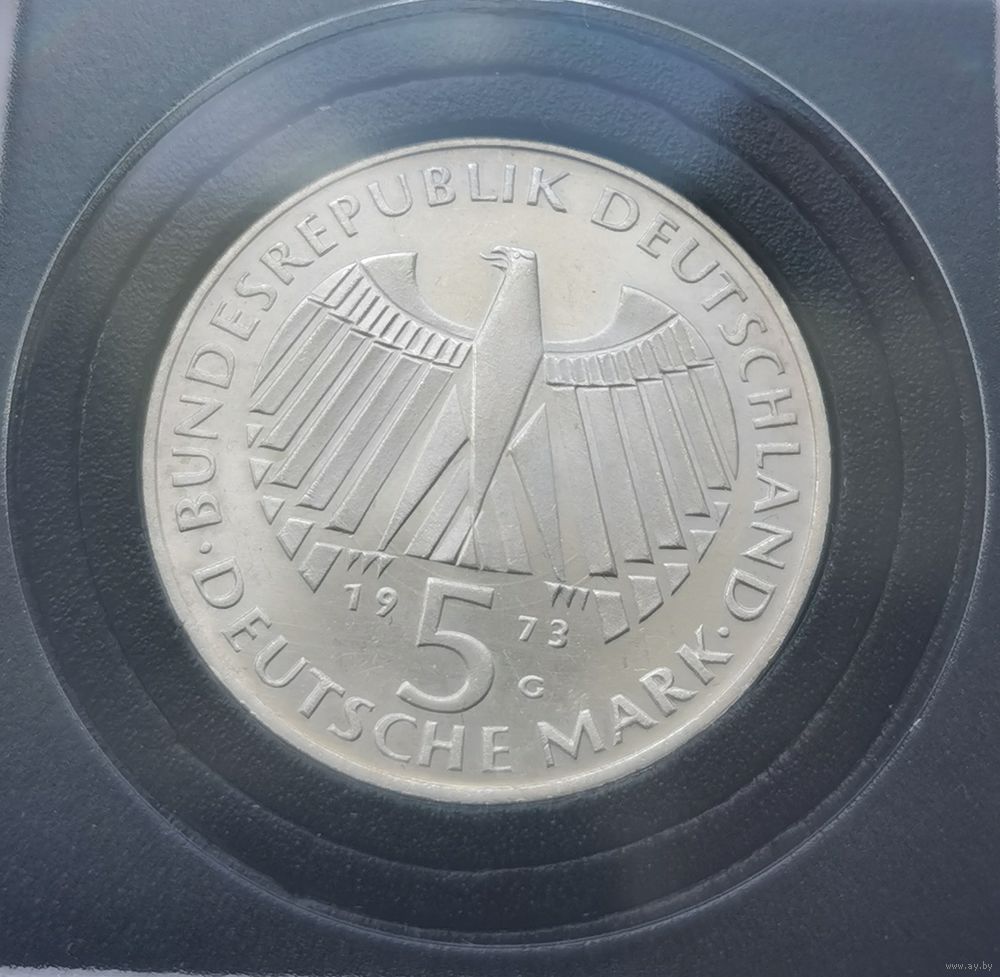 BUNDESREPUBLIK DEUTSCHLAND
· DEUTSCHE MARK ·
19 73
5
G
www.ay.by